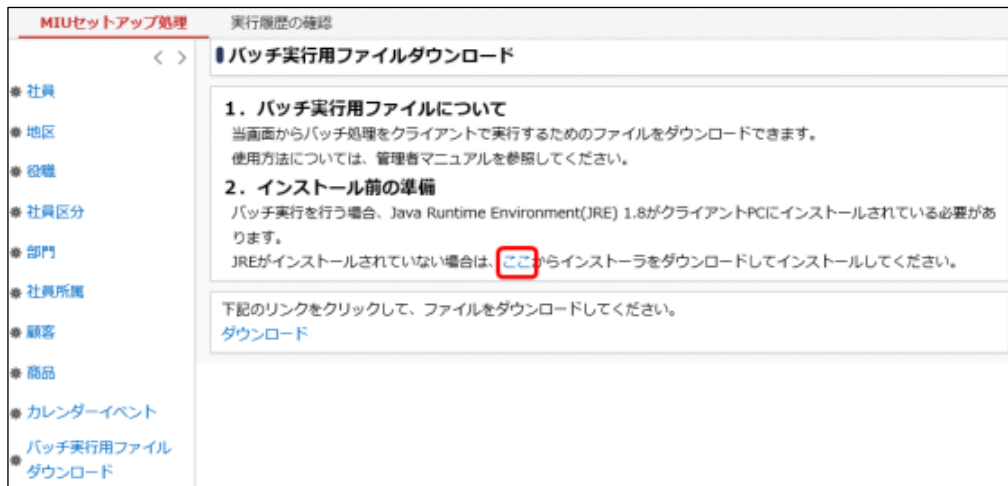 MIUセットアップ処理
実行履歴の確認
社員
地区
役職
社員区分
部門
社員所属
顧客
商品
カレンダーイベント
バッチ実行用ファイル
ダウンロード
バッチ実行用ファイルダウンロード
1. バッチ実行用ファイルについて
当画面からバッチ処理をクライアントで実行するためのファイルをダウンロードできます。
使用方法については、管理者マニュアルを参照してください。
2. インストール前の準備
バッチ実行を行う場合、Java Runtime Environment(JRE) 1.8がクライアントPCにインストールされている必要があ
ります。
JREがインストールされていない場合は、ここからインストーラをダウンロードしてインストールしてください。
下記のリンクをクリックして、ファイルをダウンロードしてください。
ダウンロード